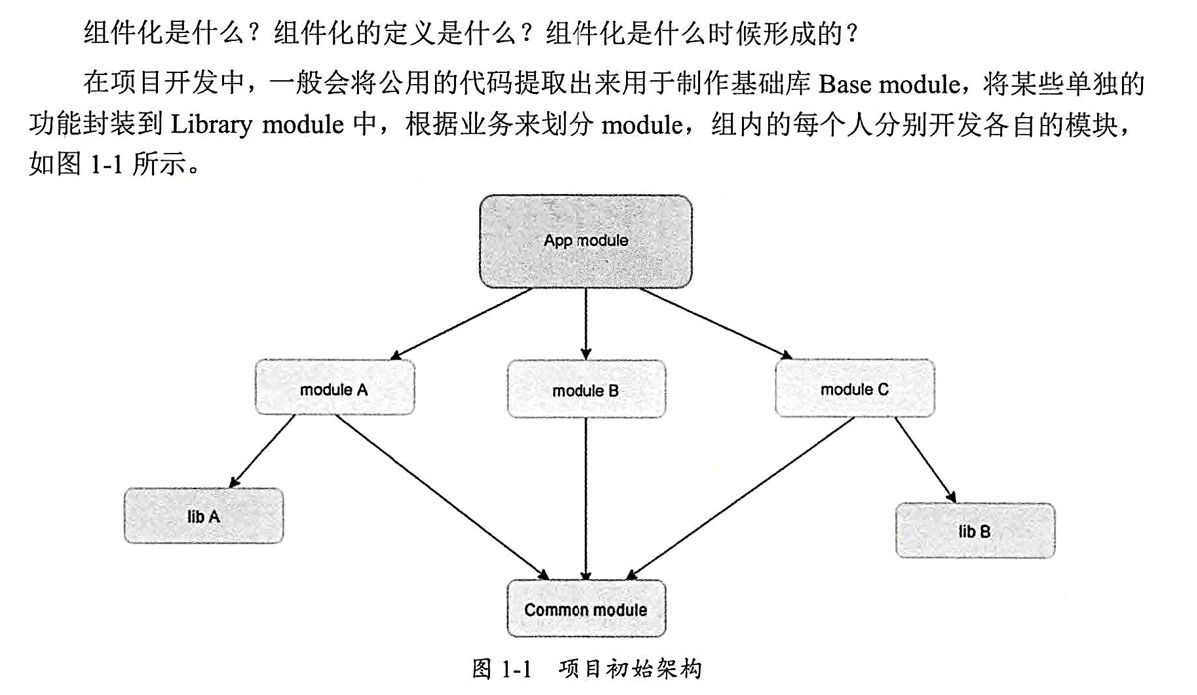 组件化是什么？组件化的定义是什么？组件化是什么时候形成的？
在项目开发中，一般会将公用的代码提取出来用于制作基础库 Base module，将某些单独的
功能封装到 Library module 中，根据业务来划分 module，组内的每个人分别开发各自的模块，
如图 1-1 所示。
App module
module A
module B
module C
lib A
lib B
Common module
图 1-1 项目初始架构